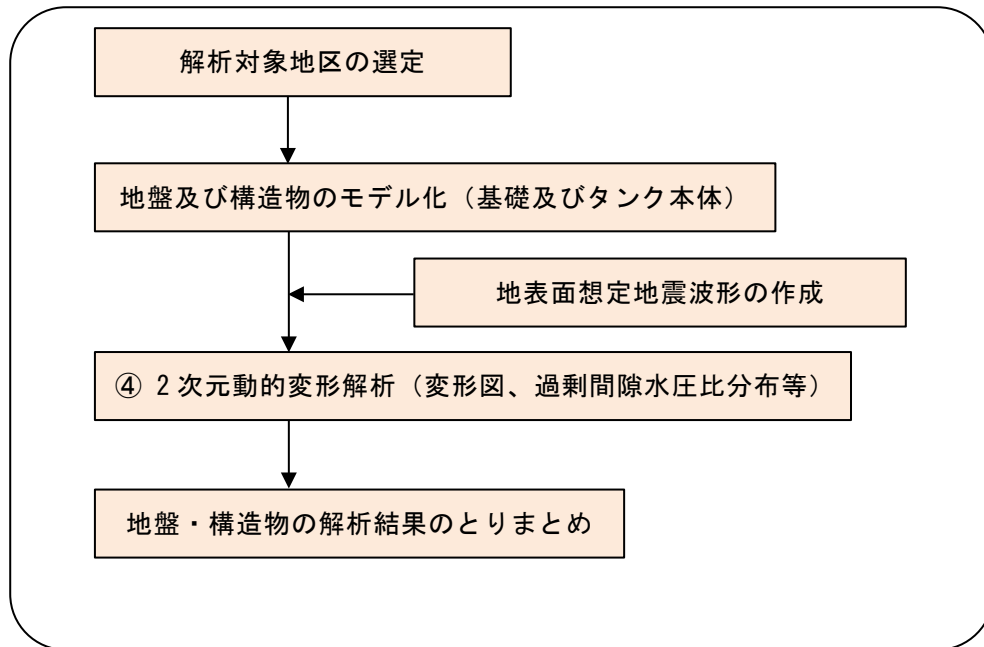 解析対象地区の選定
地盤及び構造物のモデル化（基礎及びタンク本体）
地表面想定地震波形の作成
④ 2次元動的変形解析（変形図、過剰間隙水圧比分布等）
地盤・構造物の解析結果のとりまとめ